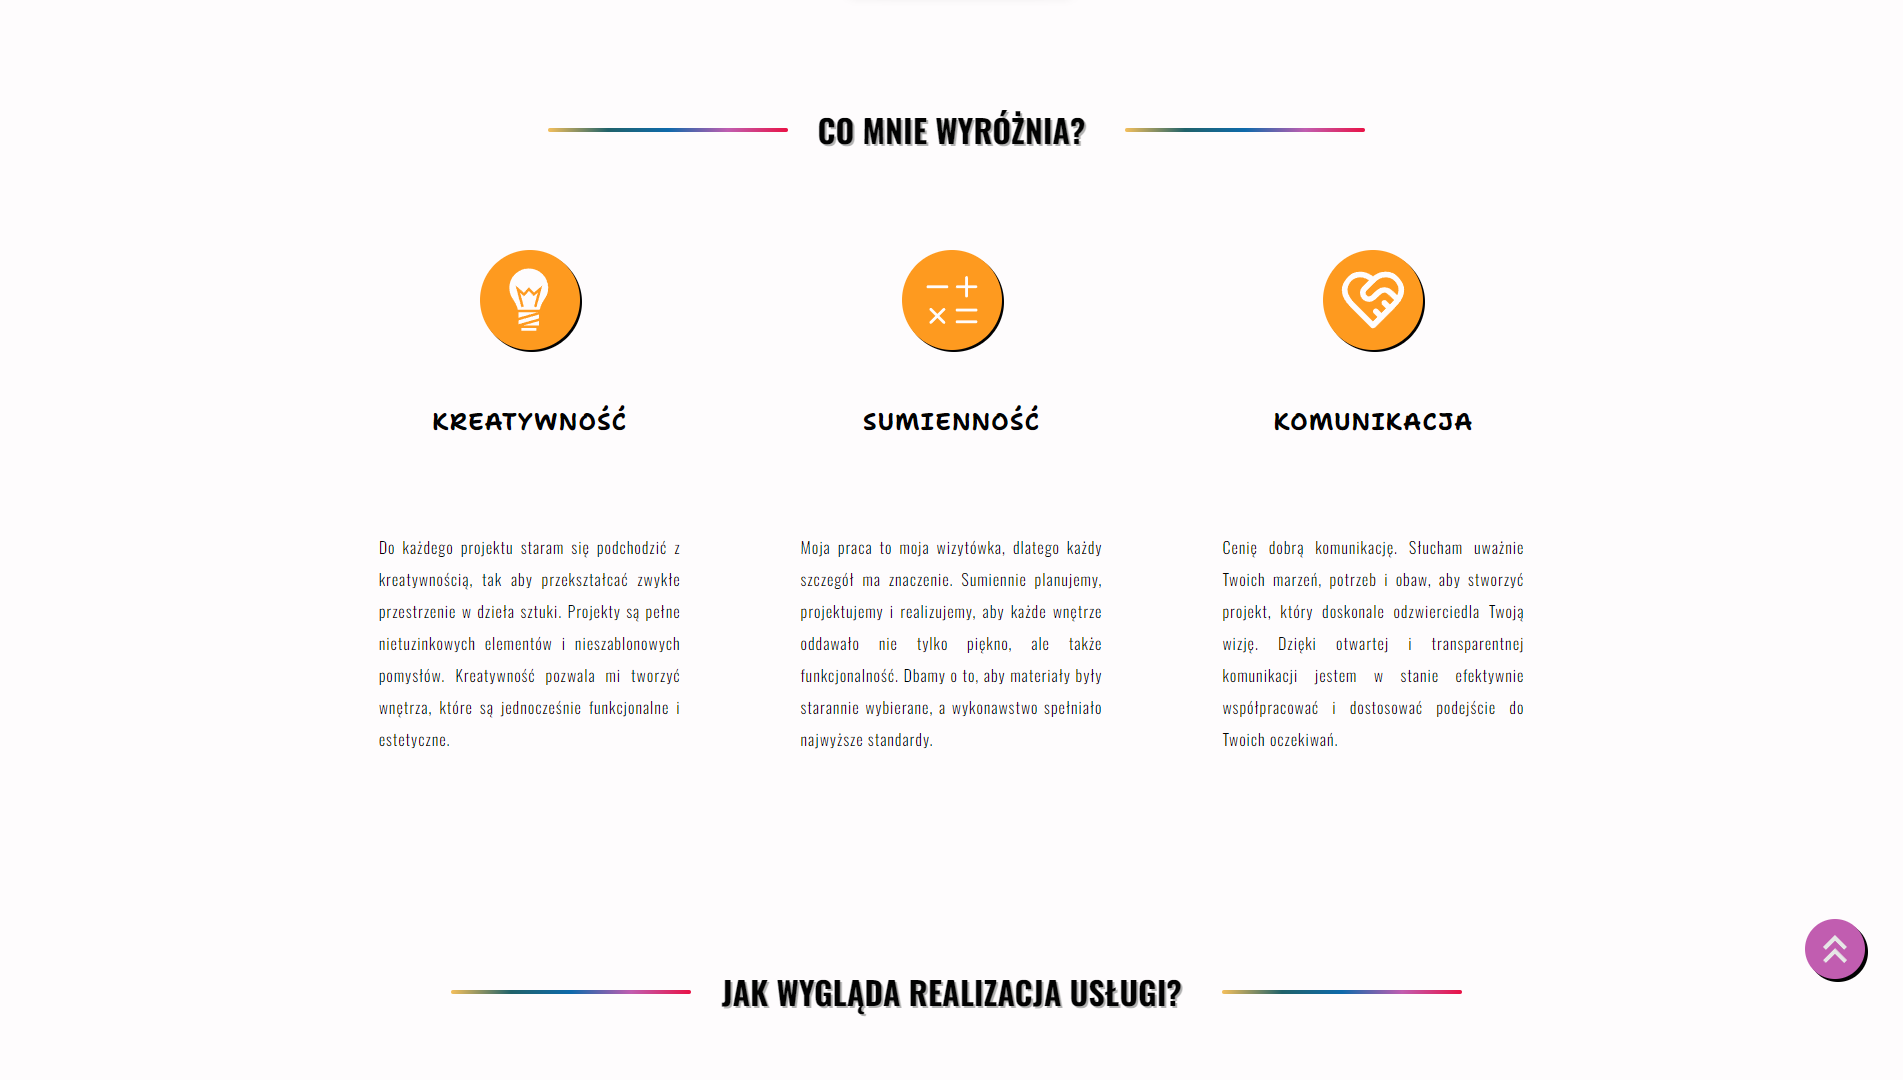 CO MNIE WYRÓŻNIA?
KREATYWNOŚĆ
Do każdego projektu staram się podchodzić z
kreatywnością, tak aby przekształcać zwykłe
przestrzenie w dzieła sztuki. Projekty są pełne
nietuzinkowych elementów i nieszablonowych
pomysłów. Kreatywność pozwala mi tworzyć
wnętrza, które są jednocześnie funkcjonalne i
estetyczne.
SUMIENNOŚĆ
Moja praca to moja wizytówka, dlatego każdy
szczegół ma znaczenie. Sumiennie planujemy,
projektujemy i realizujemy, aby każde wnętrze
oddawało nie tylko piękno, ale także
funkcjonalność. Dbamy o to, aby materiały były
starannie wybierane, a wykonawstwo spełniało
najwyższe standardy.
KOMUNIKACJA
Cenię dobrą komunikację. Słucham uważnie
Twoich marzeń, potrzeb i obaw, aby stworzyć
projekt, który doskonale odzwierciedla Twoją
wizję. Dzięki otwartej i transparentnej
komunikacji jestem w stanie efektywnie
współpracować i dostosować podejście do
Twoich oczekiwań.
JAK WYGLĄDA REALIZACJA USŁUGI?